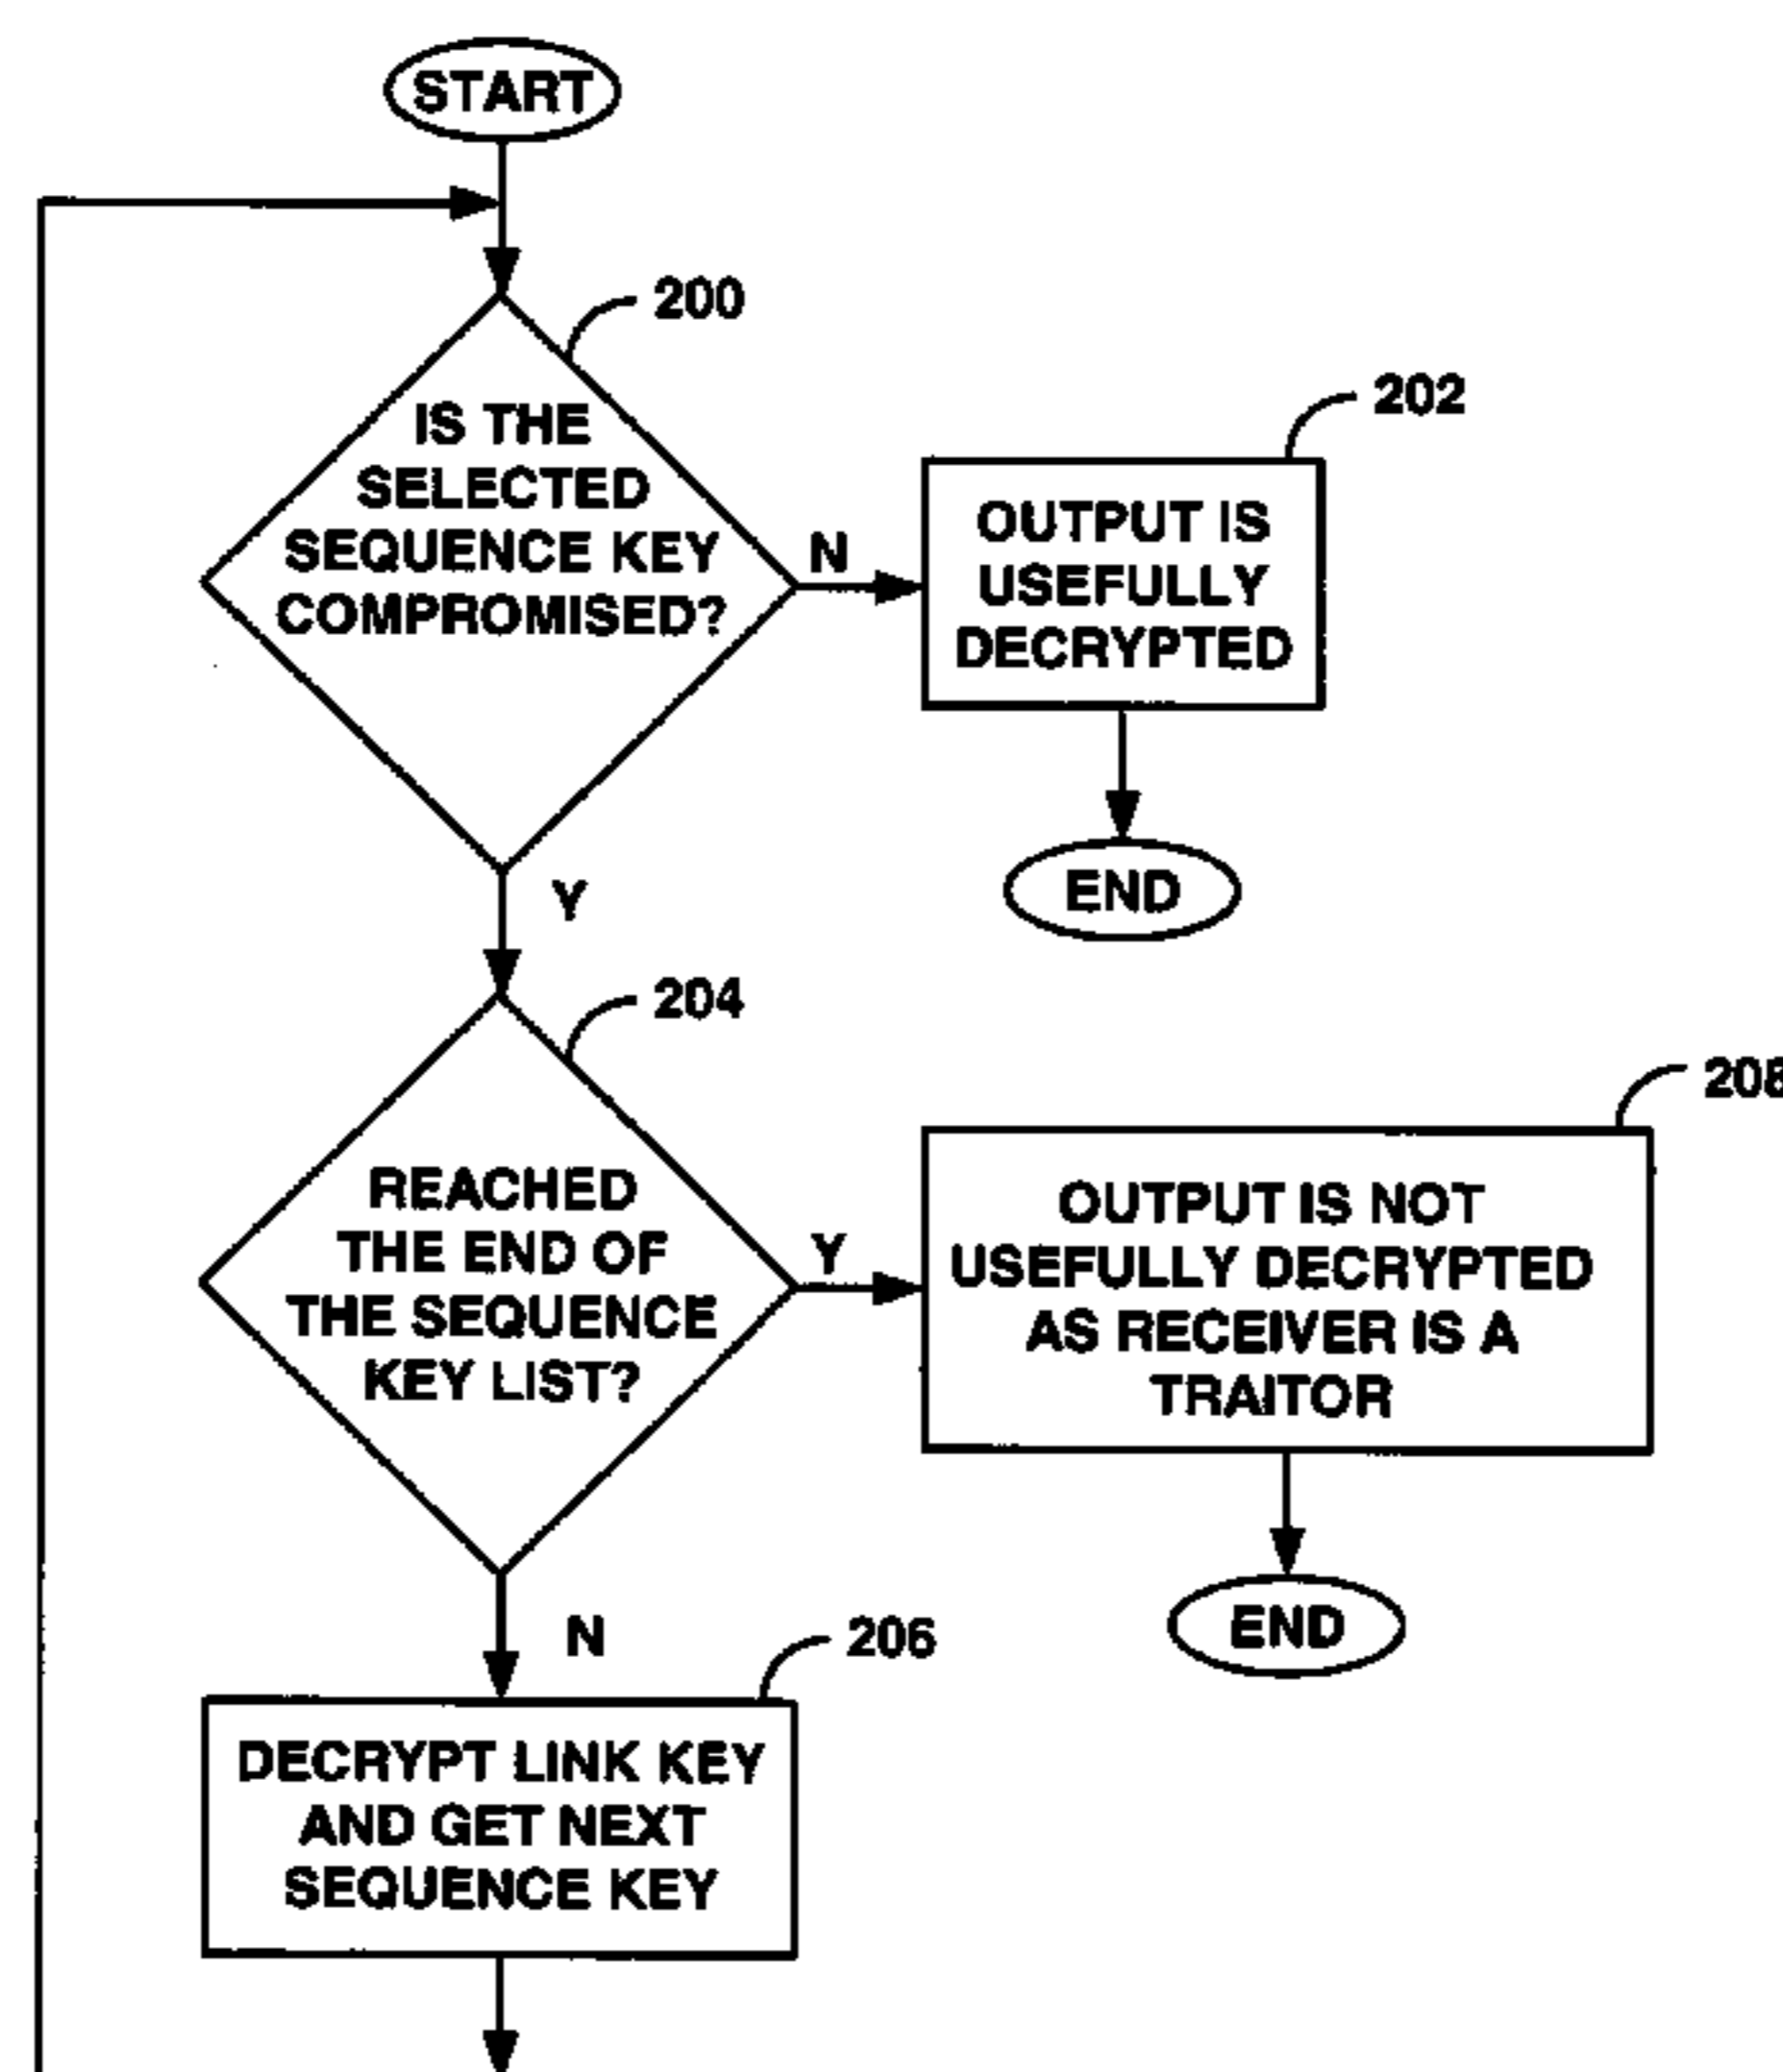 START
200
IS THE
SELECTED
SEQUENCE KEY
COMPROMISED?
N
202
OUTPUT IS
USEFULLY
DECRYPTED
END
Y
204
REACHED
THE END OF
THE SEQUENCE
KEY LIST?
Y
208
OUTPUT IS NOT
USEFULLY DECRYPTED
AS RECEIVER IS A
TRAITOR
END
N
206
DECRYPT LINK KEY
AND GET NEXT
SEQUENCE KEY